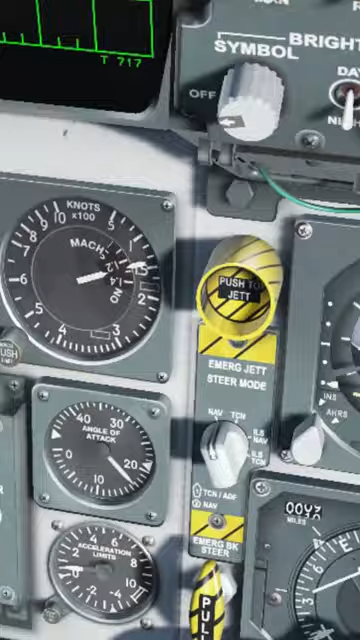 T 717
BRIGHT
SYMBOL
DAY
OFF
KNOTS
x100
MACH
PUSH TO
JETT
EMERG JETT
STEER MODE
NAV TCN
ILS
NAV
ILS
TCN
TCN / ADF
NAV
EMERG BK
STEER
PULL
INS
AHRS
PUSH
40 30
ANGLE OF
ATTACK
0
10
20
ACCELERATION
LIMITS
MILES